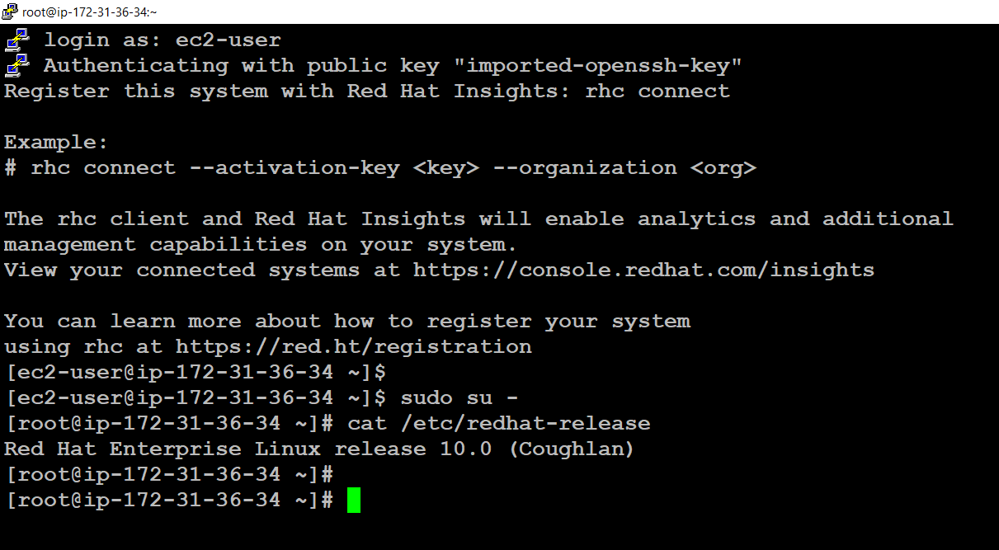 root@ip-172-31-36-34:~
login as: ec2-user
Authenticating with public key "imported-openssh-key"
Register this system with Red Hat Insights: rhc connect
Example:
# rhc connect --activation-key <key> --organization <org>
The rhc client and Red Hat Insights will enable analytics and additional
management capabilities on your system.
View your connected systems at https://console.redhat.com/insights
You can learn more about how to register your system
using rhc at https://red.ht/registration
[ec2-user@ip-172-31-36-34 ~]$
[ec2-user@ip-172-31-36-34 ~]$ sudo su -
[root@ip-172-31-36-34 ~]# cat /etc/redhat-release
Red Hat Enterprise Linux release 10.0 (Coughlan)
[root@ip-172-31-36-34 ~]#
[root@ip-172-31-36-34 ~]#